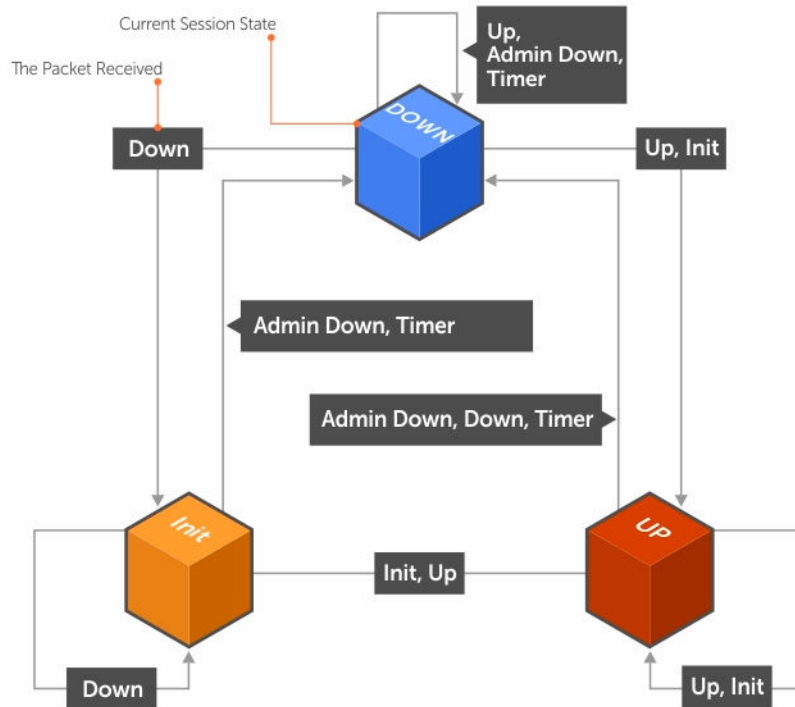 Current Session State
The Packet Received
Up,
Admin Down,
Timer
DOWN
Down
Up, Init
Admin Down, Timer
Admin Down, Down, Timer
Init
UP
Init, Up
Down
Up, Init